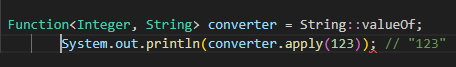 Function<Integer, String> converter = String::valueOf;
System.out.println(converter.apply(123)); // "123"